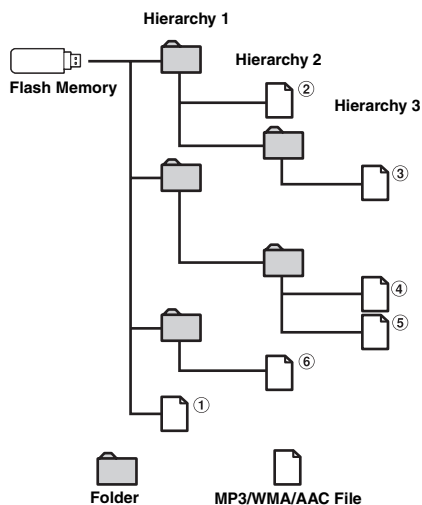 Hierarchy 1
Hierarchy 2
Flash Memory
②
Hierarchy 3
③
④
⑤
⑥
①
Folder
MP3/WMA/AAC File